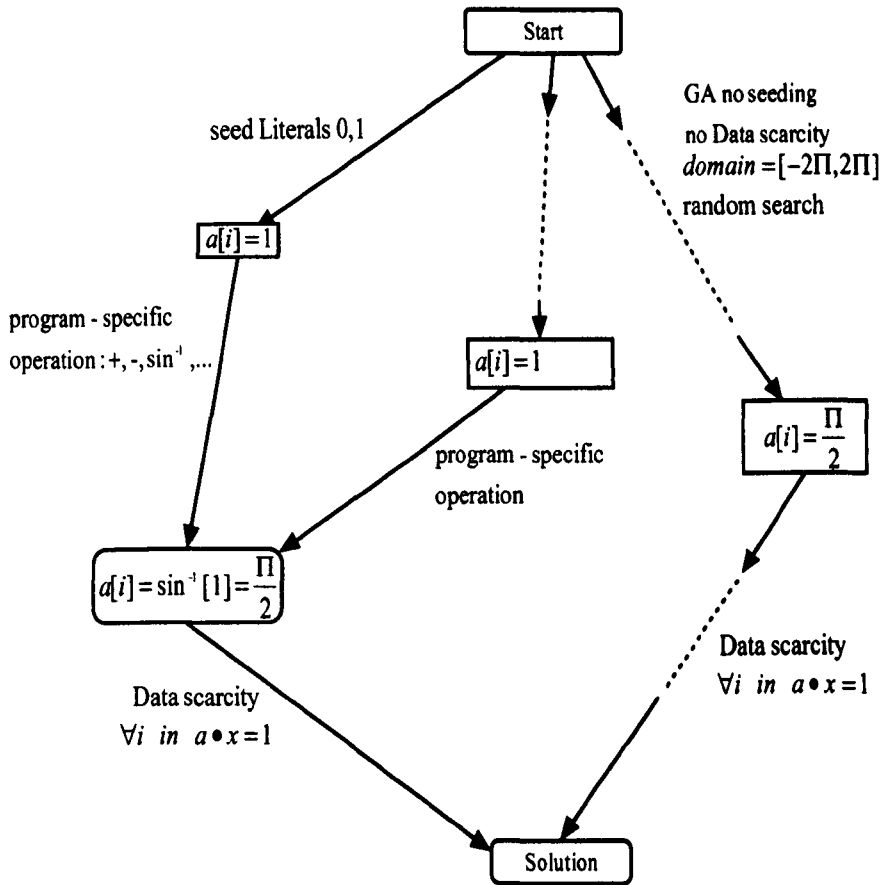 Start
seed Literals 0,1
GA no seeding
no Data scarcity
domain =[-2Π,2Π]
random search
a[i]=1
program - specific
operation:+,-,sin⁻¹,...
a[i]=1
program - specific
operation
a[i]=Π/2
a[i]=sin⁻¹[1]=Π/2
Data scarcity
∀i in a•x=1
Data scarcity
∀i in a•x=1
Solution